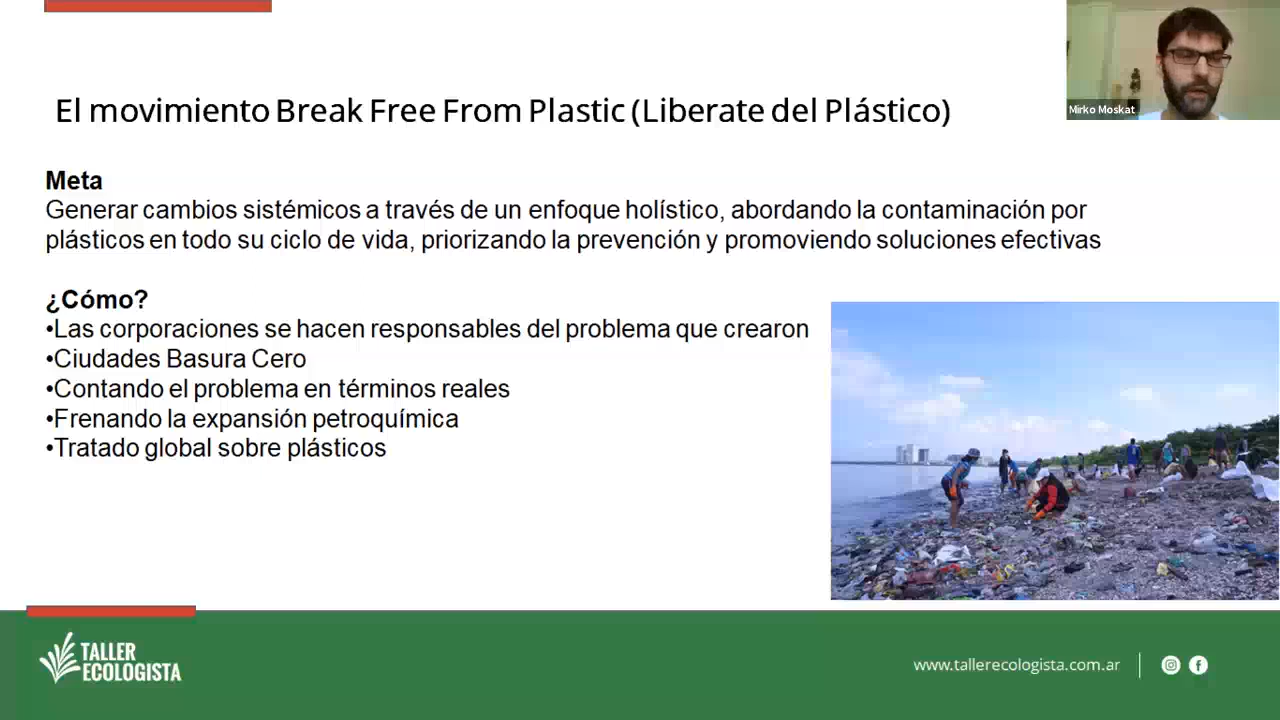 Mirko Moskat
El movimiento Break Free From Plastic (Liberate del Plástico)
Meta
Generar cambios sistémicos a través de un enfoque holístico, abordando la contaminación por
plásticos en todo su ciclo de vida, priorizando la prevención y promoviendo soluciones efectivas
¿Cómo?
•Las corporaciones se hacen responsables del problema que crearon
•Ciudades Basura Cero
•Contando el problema en términos reales
•Frenando la expansión petroquímica
•Tratado global sobre plásticos
TALLER
ECOLOGISTA
www.tallerecologista.com.ar